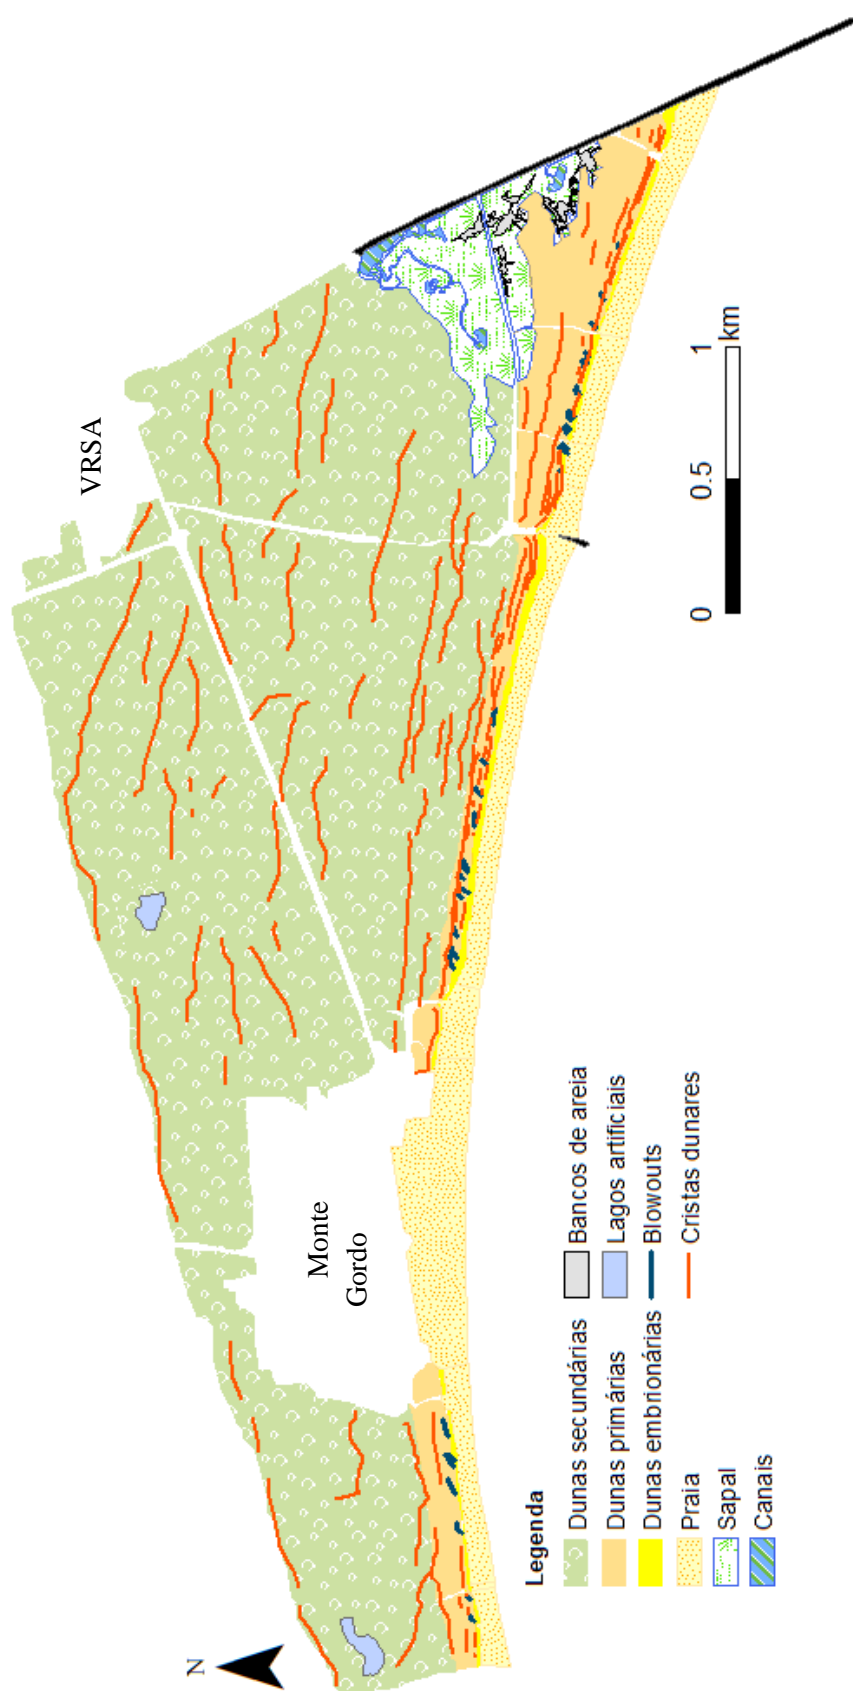 VRSA
Monte
Gordo
N
0
0.5
1
km
Legenda
Dunas secundárias
Dunas primárias
Dunas embrionárias
Praia
Sapal
Canais
Bancos de areia
Lagos artificiais
Blowouts
Cristas dunares